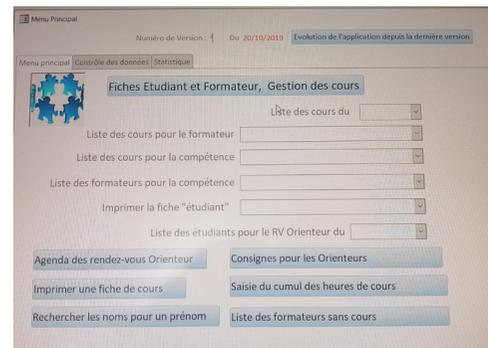 Menu Principal
Numéro de Version : Du 20/10/2019 Evolution de l'application depuis la dernière version
Menu principal Contrôle des données Statistique
Fiches Etudiant et Formateur, Gestion des cours
Liste des cours du
Liste des cours pour le formateur
Liste des cours pour la compétence
Liste des formateurs pour la compétence
Imprimer la fiche "étudiant"
Liste des étudiants pour le RV Orienteur du
Agenda des rendez-vous Orienteur Consignes pour les Orienteurs
Imprimer une fiche de cours Saisie du cumul des heures de cours
Rechercher les noms pour un prénom Liste des formateurs sans cours